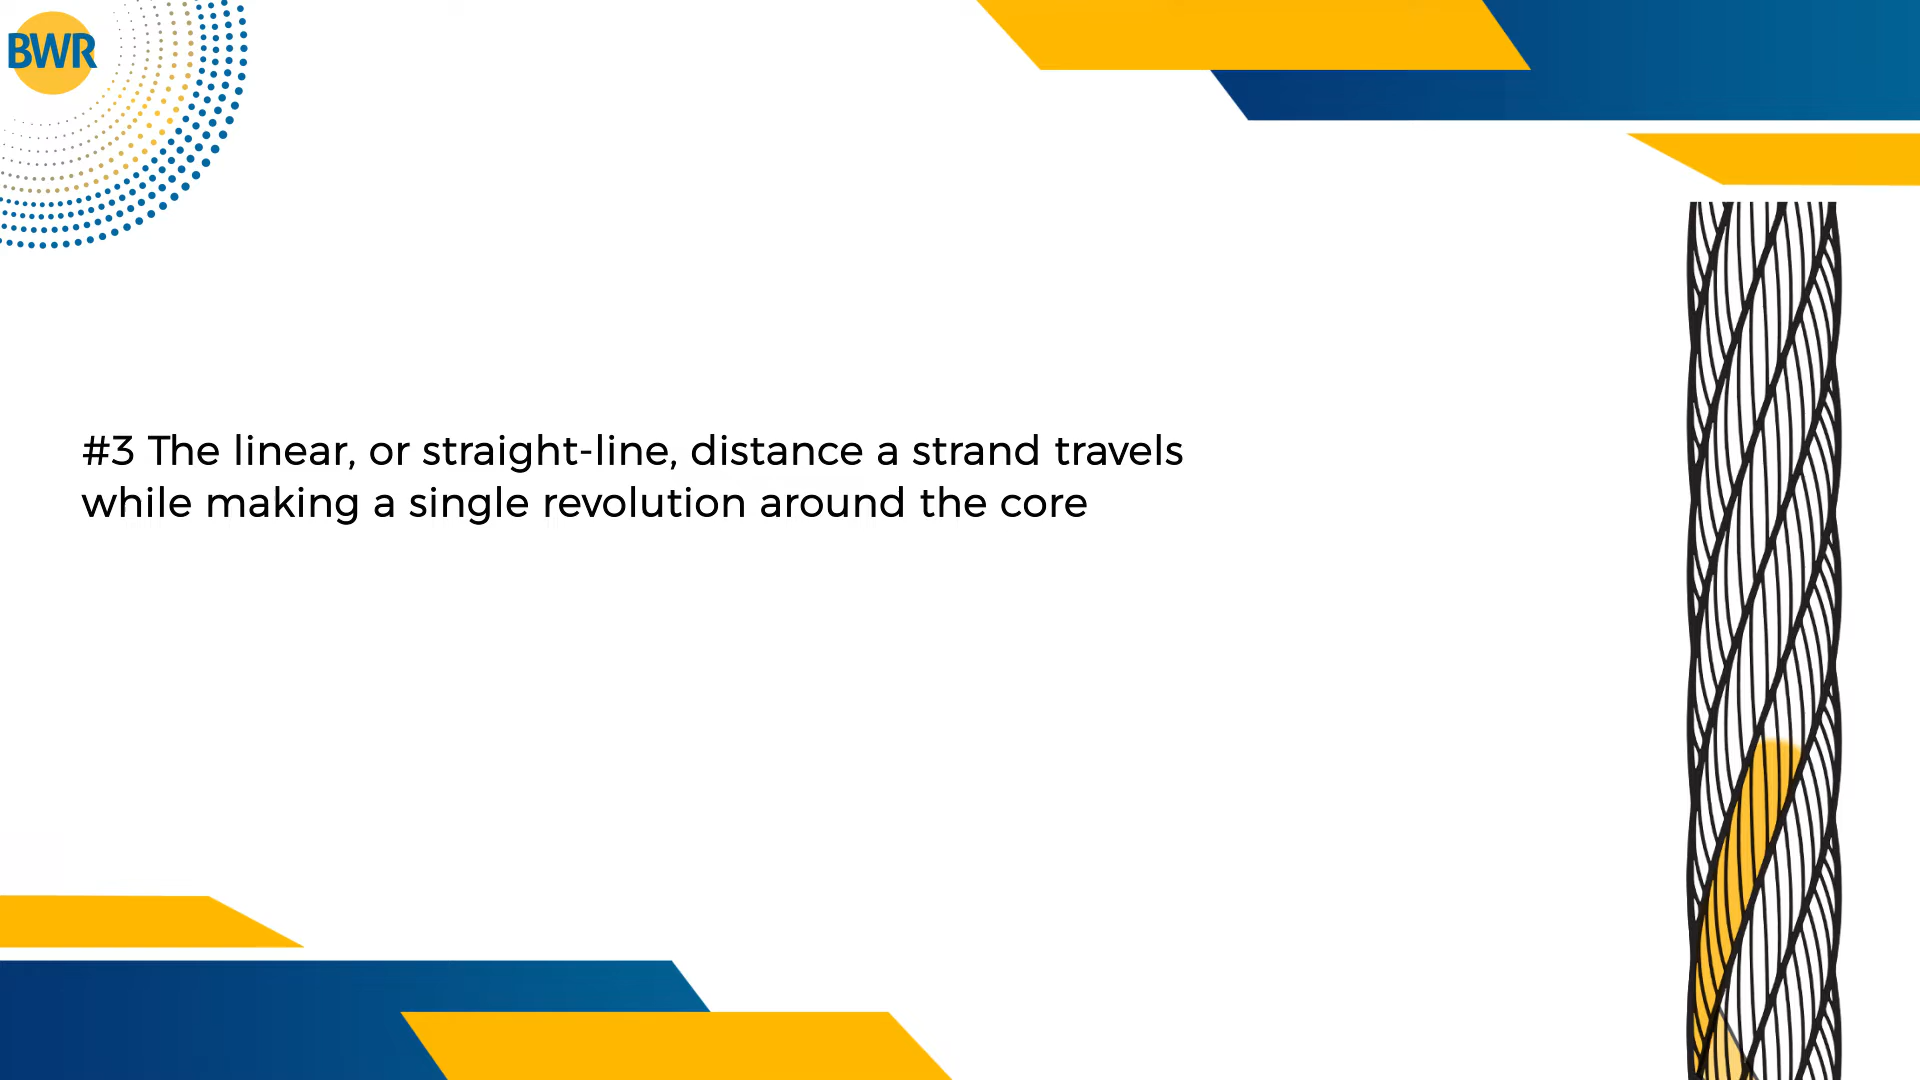 BWR
#3 The linear, or straight-line, distance a strand travels
while making a single revolution around the core